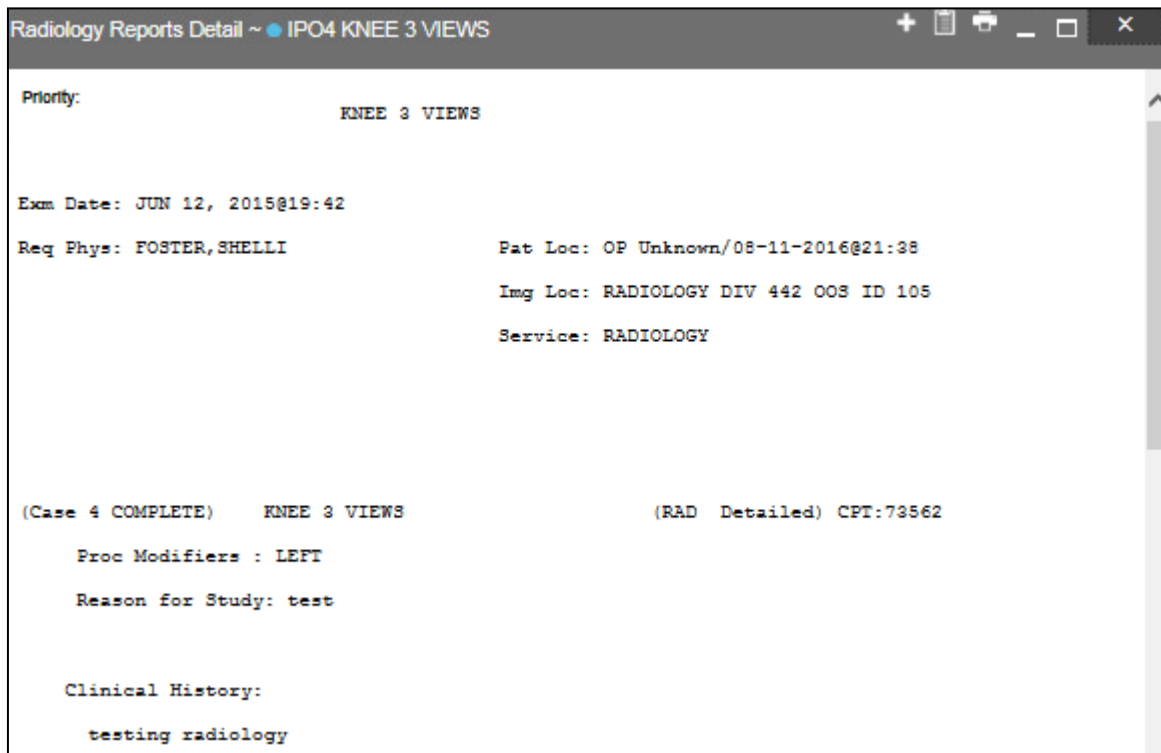 Radiology Reports Detail ~ IPO4 KNEE 3 VIEWS
Priority:
KNEE 3 VIEWS
Exm Date: JUN 12, 2015@19:42
Req Phys: FOSTER,SHELLI Pat Loc: OP Unknown/08-11-2016@21:38
Img Loc: RADIOLOGY DIV 442 OOS ID 105
Service: RADIOLOGY
(Case 4 COMPLETE) KNEE 3 VIEWS (RAD Detailed) CPT:73562
Proc Modifiers : LEFT
Reason for Study: test
Clinical History:
testing radiology